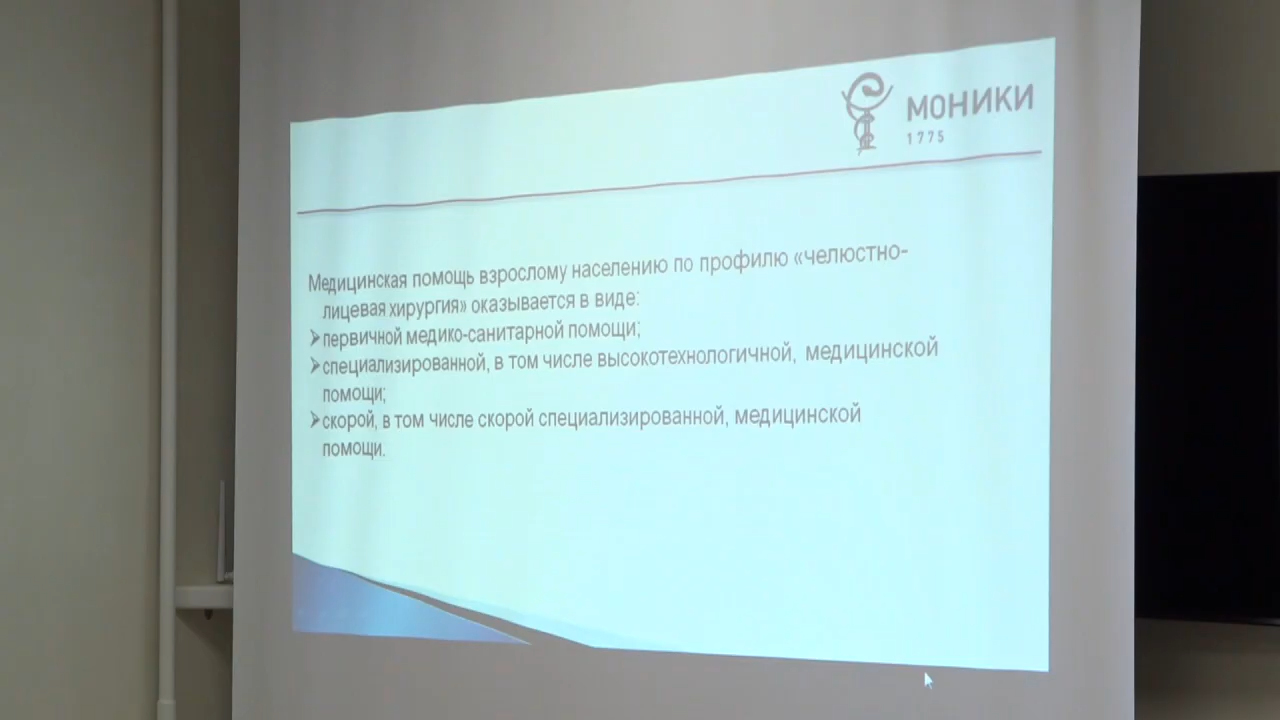 МОНИКИ
1775
Медицинская помощь взрослому населению по профилю «челюстно-
лицевая хирургия» оказывается в виде:
первичной медико-санитарной помощи;
специализированной, в том числе высокотехнологичной, медицинской
помощи;
скорой, в том числе скорой специализированной, медицинской
помощи.